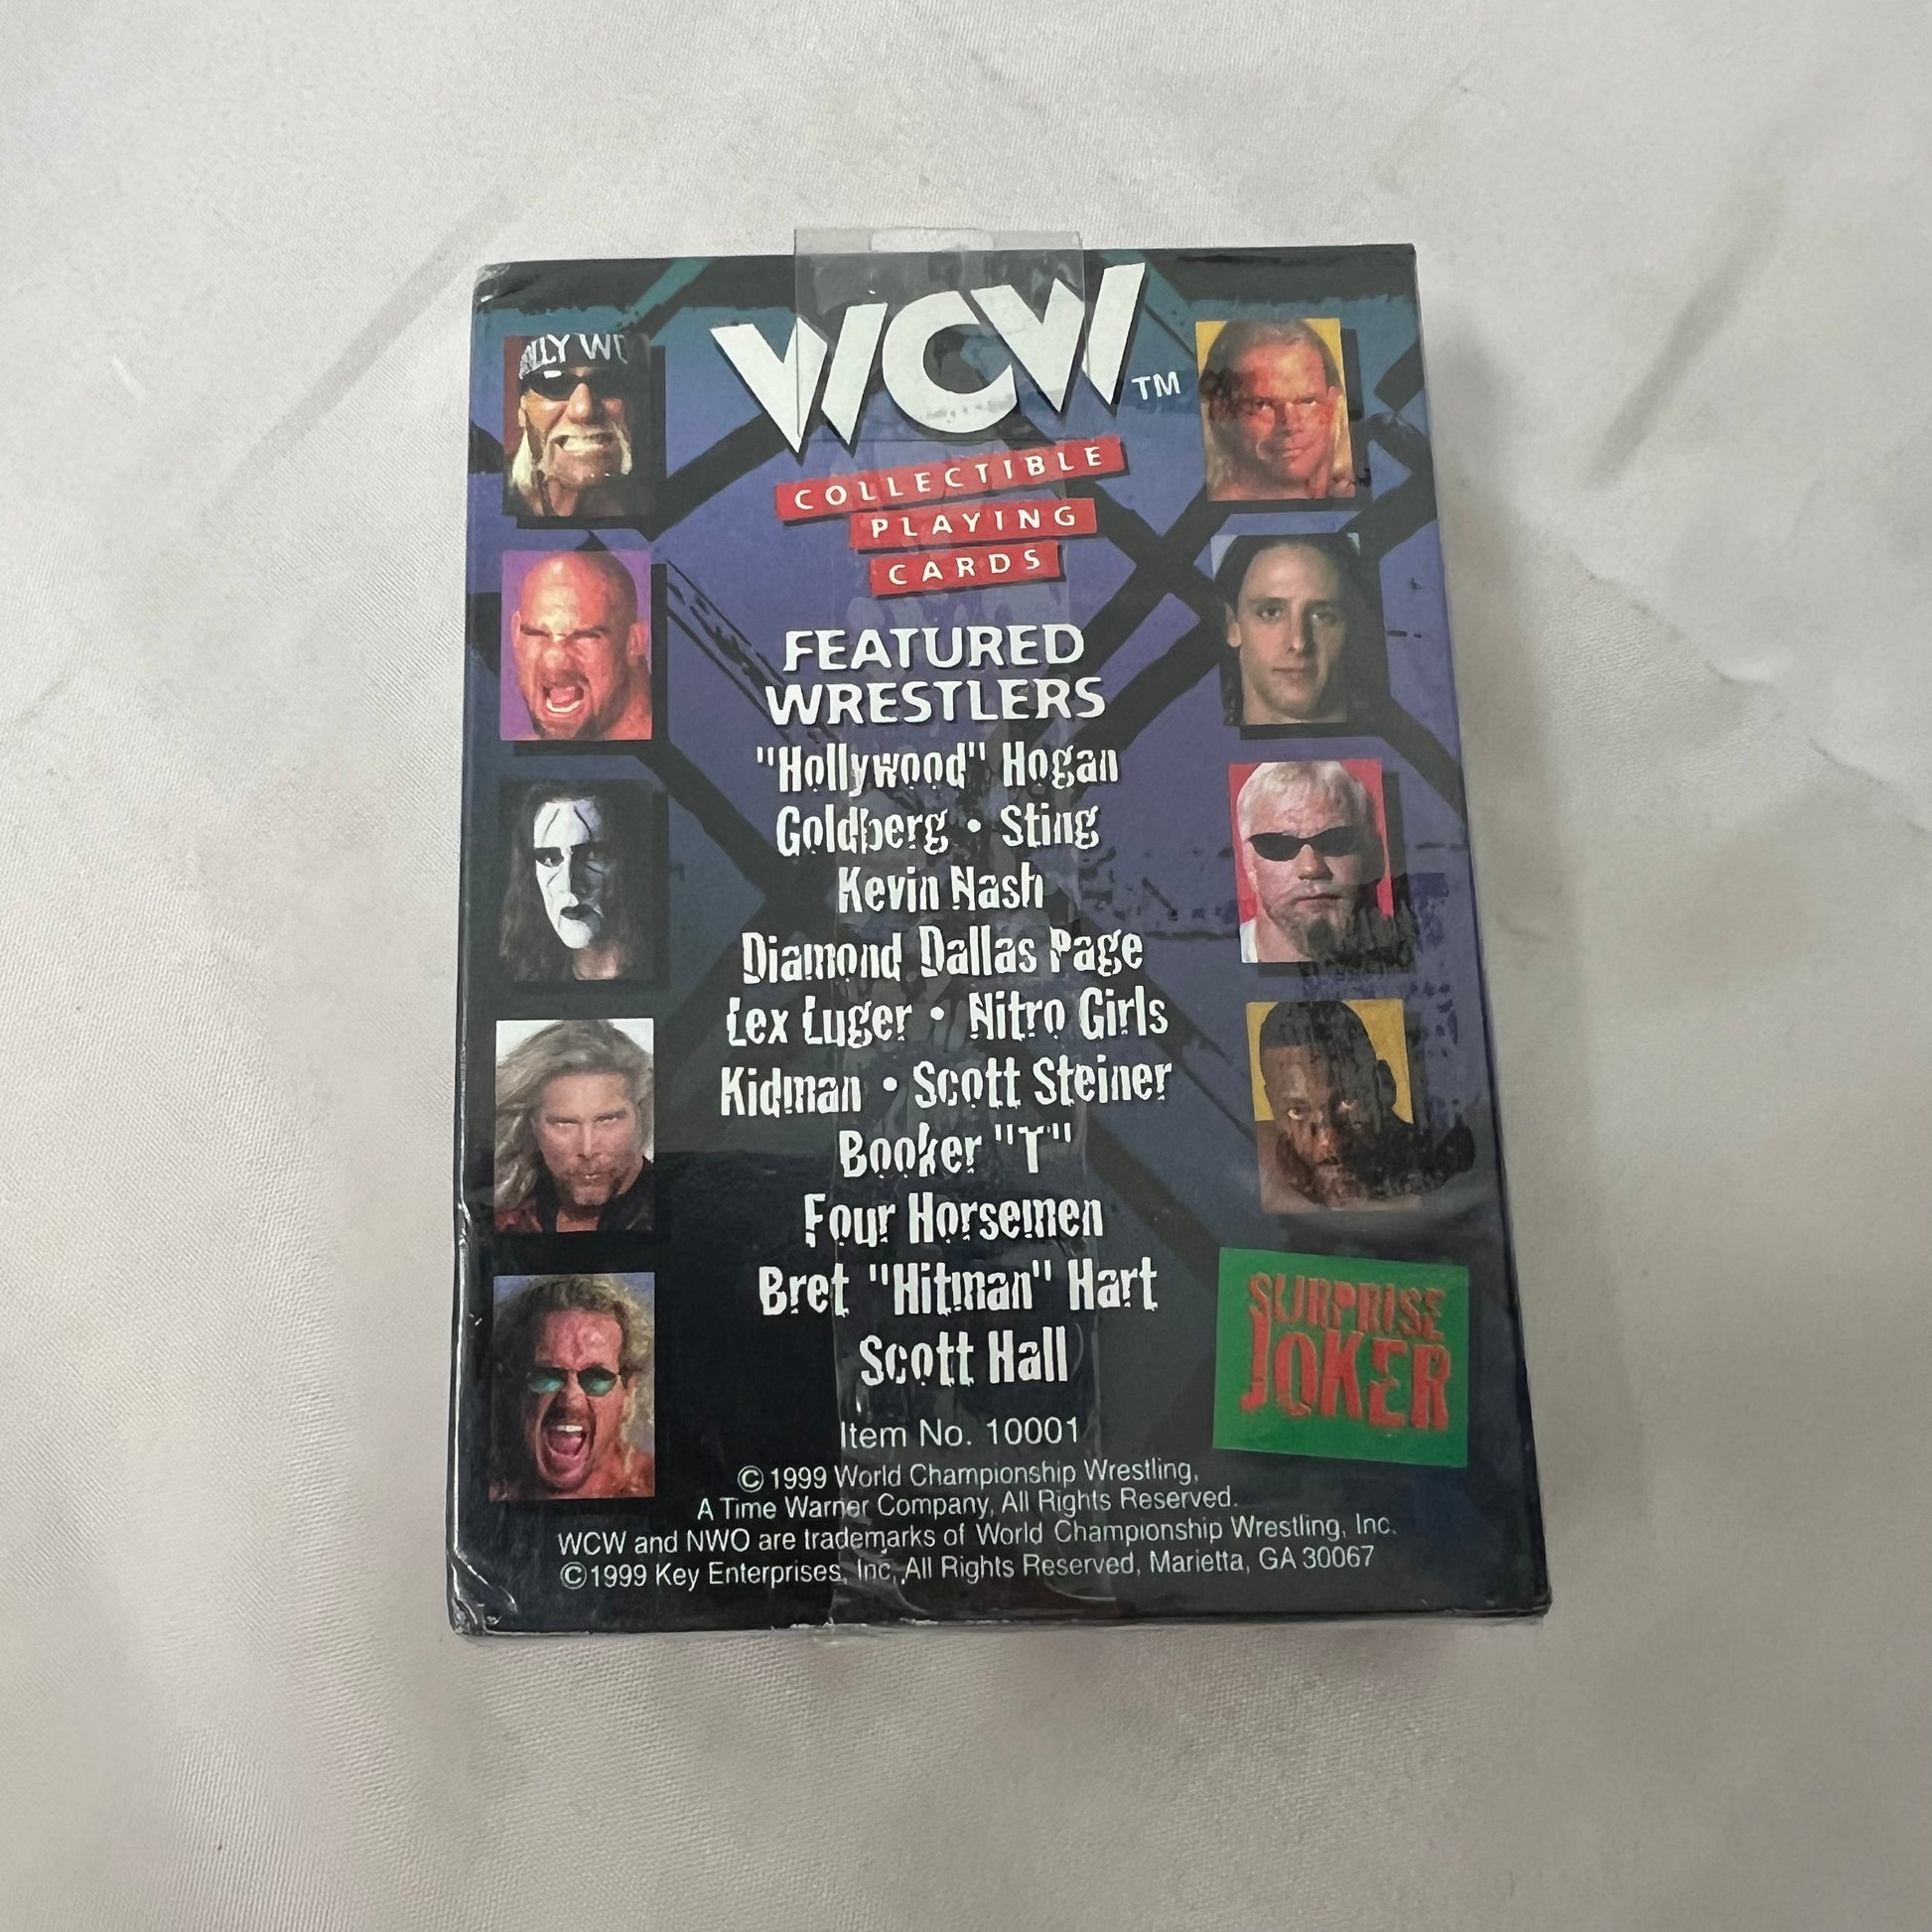 OLLY WO
WCW TM
COLLECTIBLE
PLAYING
CARDS
FEATURED
WRESTLERS
"Hollywood" Hogan
Goldberg • Sting
Kevin Nash
Diamond Dallas Page
Lex Luger • Nitro Girls
Kidman • Scott Steiner
Booker "T"
Four Horsemen
Bret "Hitman" Hart
Scott Hall
SURPRISE
JOKER
Item No. 10001
© 1999 World Championship Wrestling,
A Time Warner Company, All Rights Reserved.
WCW and NWO are trademarks of World Championship Wrestling, Inc.
©1999 Key Enterprises, Inc, All Rights Reserved, Marietta, GA 30067